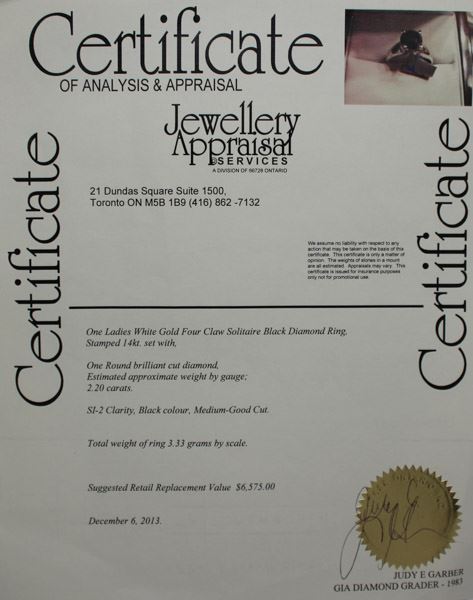 Certificate
OF ANALYSIS & APPRAISAL
Jewellery
Appraisal
SERVICES
A DIVISION OF 98728 ONTARIO
21 Dundas Square Suite 1500,
Toronto ON M5B 1B9 (416) 862 -7132
Certificate
Certificate
We assume no liability with respect to any
action that may be taken on the basis of this
certificate. This certificate is only a matter of
opinion. The weights of stones in a mount
are all estimated. Appraisals may vary. This
certificate is issued for insurance purposes
only not for promotional use.
One Ladies White Gold Four Claw Solitaire Black Diamond Ring,
Stamped 14kt. set with,
One Round brilliant cut diamond,
Estimated approximate weight by gauge;
2.20 carats.
SI-2 Clarity, Black colour, Medium-Good Cut.
Total weight of ring 3.33 grams by scale.
Suggested Retail Replacement Value $6,575.00
December 6, 2013.
JUDY E GARBER
GIA DIAMOND GRADER - 1983